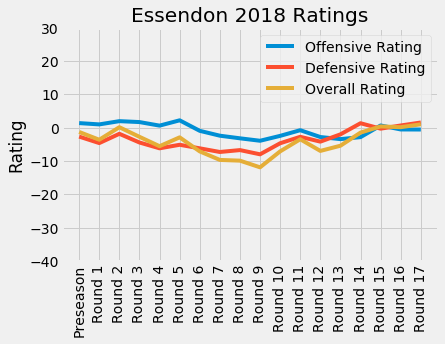 Essendon 2018 Ratings
Offensive Rating
Defensive Rating
Overall Rating
Rating
30
20
10
0
−10
−20
−30
−40
Preseason
Round 1
Round 2
Round 3
Round 4
Round 5
Round 6
Round 7
Round 8
Round 9
Round 10
Round 11
Round 12
Round 13
Round 14
Round 15
Round 16
Round 17